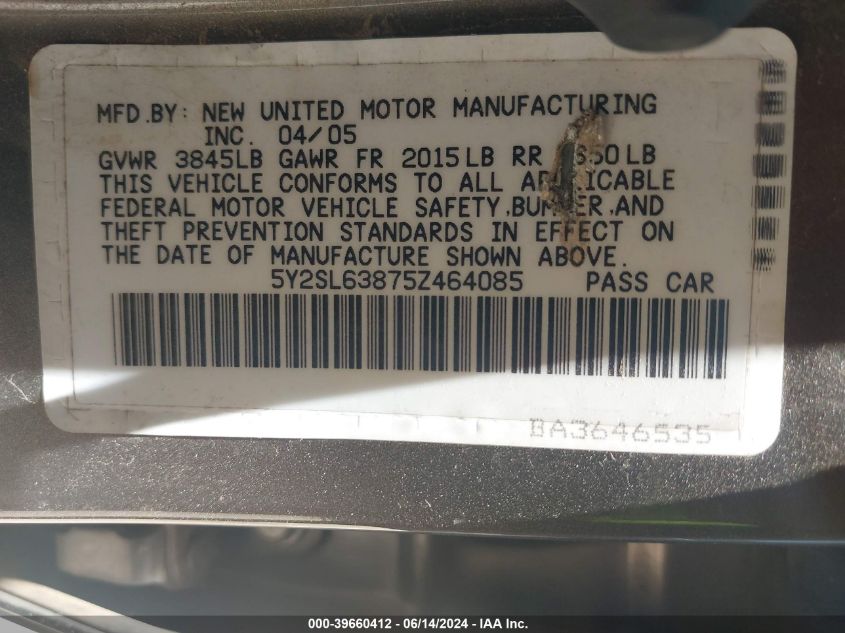 MFD.BY: NEW UNITED MOTOR MANUFACTURING
INC. 04/05
GVWR 3845LB GAWR FR 2015LB RR
THIS VEHICLE CONFORMS TO ALL
FEDERAL MOTOR VEHICLE SAFETY, AND
THEFT PREVENTION STANDARDS IN EFFECT ON
THE DATE OF MANUFACTURE SHOWN ABOVE.
5Y2SL63875Z464085 PASS CAR
BA3646535
000-39660412 - 06/14/2024 - IAA Inc.